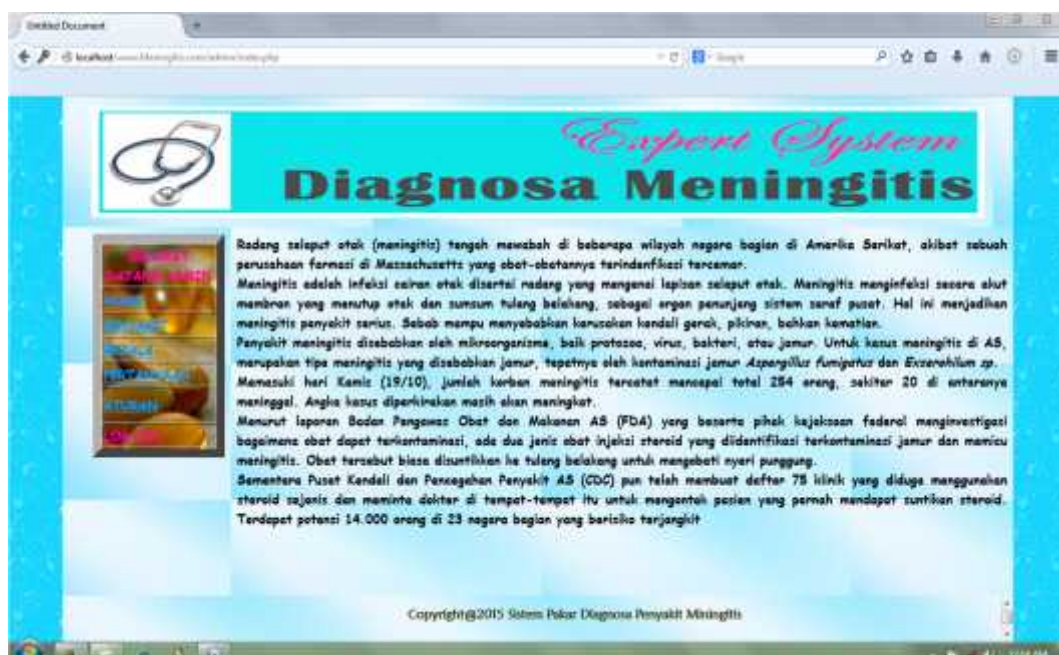 Untitled Document
localhost
Google
Expert System
Diagnosa Meningitis
GEJALA
PERTANYAAN
ATURAN
Radang selaput otak (meningitis) tengah mewabah di beberapa wilayah negara bagian di Amerika Serikat, akibat sebuah
perusahaan farmasi di Massachusetts yang obat-obatannya terindenfikasi tercemar.
Meningitis adalah infeksi cairan otak disertai radang yang mengenai lapisan selaput otak. Meningitis menginfeksi secara akut
membran yang menutup otak dan sumsum tulang belakang, sebagai organ penunjang sistem saraf pusat. Hal ini menjadikan
meningitis penyakit serius. Sebab mampu menyebabkan kerusakan kendali gerak, pikiran, bahkan kematian.
Penyakit meningitis disebabkan oleh mikroorganisme, baik protozoa, virus, bakteri, atau jamur. Untuk kasus meningitis di AS,
merupakan tipe meningitis yang disebabkan jamur, tepatnya oleh kontaminasi jamur Aspergillus fumigatus dan Exserohilum sp.
Memasuki hari Kamis (19/10), jumlah korban meningitis tercatat mencapai total 254 orang, sekitar 20 di antaranya
meninggal. Angka kasus diperkirakan masih akan meningkat.
Menurut laporan Badan Pengawas Obat dan Makanan AS (FDA) yang beserta pihak kejaksaan federal menginvestigasi
bagaimana obat dapat terkontaminasi, ada dua jenis obat injeksi steroid yang diidentifikasi terkontaminasi jamur dan memicu
meningitis. Obat tersebut biasa disuntikkan ke tulang belakang untuk mengobati nyeri punggung.
Sementara Pusat Kendali dan Pencegahan Penyakit AS (CDC) pun telah membuat daftar 75 klinik yang diduga menggunakan
steroid sejenis dan meminta dokter di tempat-tempat itu untuk mengontak pasien yang pernah mendapat suntikan steroid.
Terdapat potensi 14.000 orang di 23 negara bagian yang berisiko terjangkit
Copyright@2015 Sistem Pakar Diagnosa Penyakit Miningitis